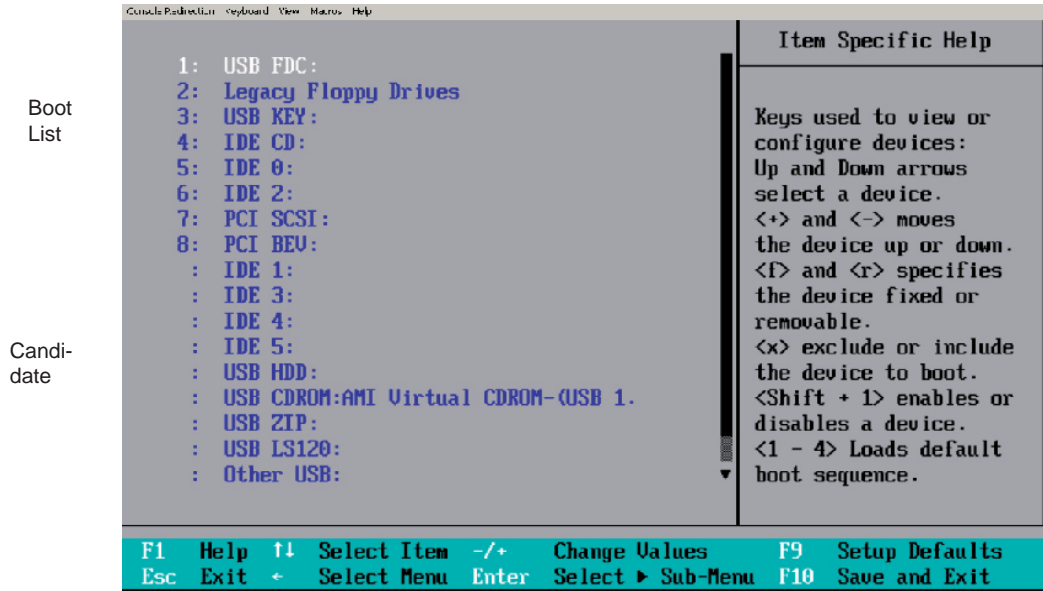 Console Redirection Keyboard View Macros Help
Boot
List
Candi-
date
1: USB FDC:
2: Legacy Floppy Drives
3: USB KEY:
4: IDE CD:
5: IDE 0:
6: IDE 2:
7: PCI SCSI:
8: PCI BEV:
: IDE 1:
: IDE 3:
: IDE 4:
: IDE 5:
: USB HDD:
: USB CDROM:AMI Virtual CDROM-(USB 1.
: USB ZIP:
: USB LS120:
: Other USB:
Item Specific Help
Keys used to view or
configure devices:
Up and Down arrows
select a device.
<+> and <-> moves
the device up or down.
<f> and <r> specifies
the device fixed or
removable.
<x> exclude or include
the device to boot.
<Shift + 1> enables or
disables a device.
<1 - 4> Loads default
boot sequence.
F1 Help ↑↓ Select Item -/+ Change Values F9 Setup Defaults
Esc Exit ← Select Menu Enter Select ▶ Sub-Menu F10 Save and Exit